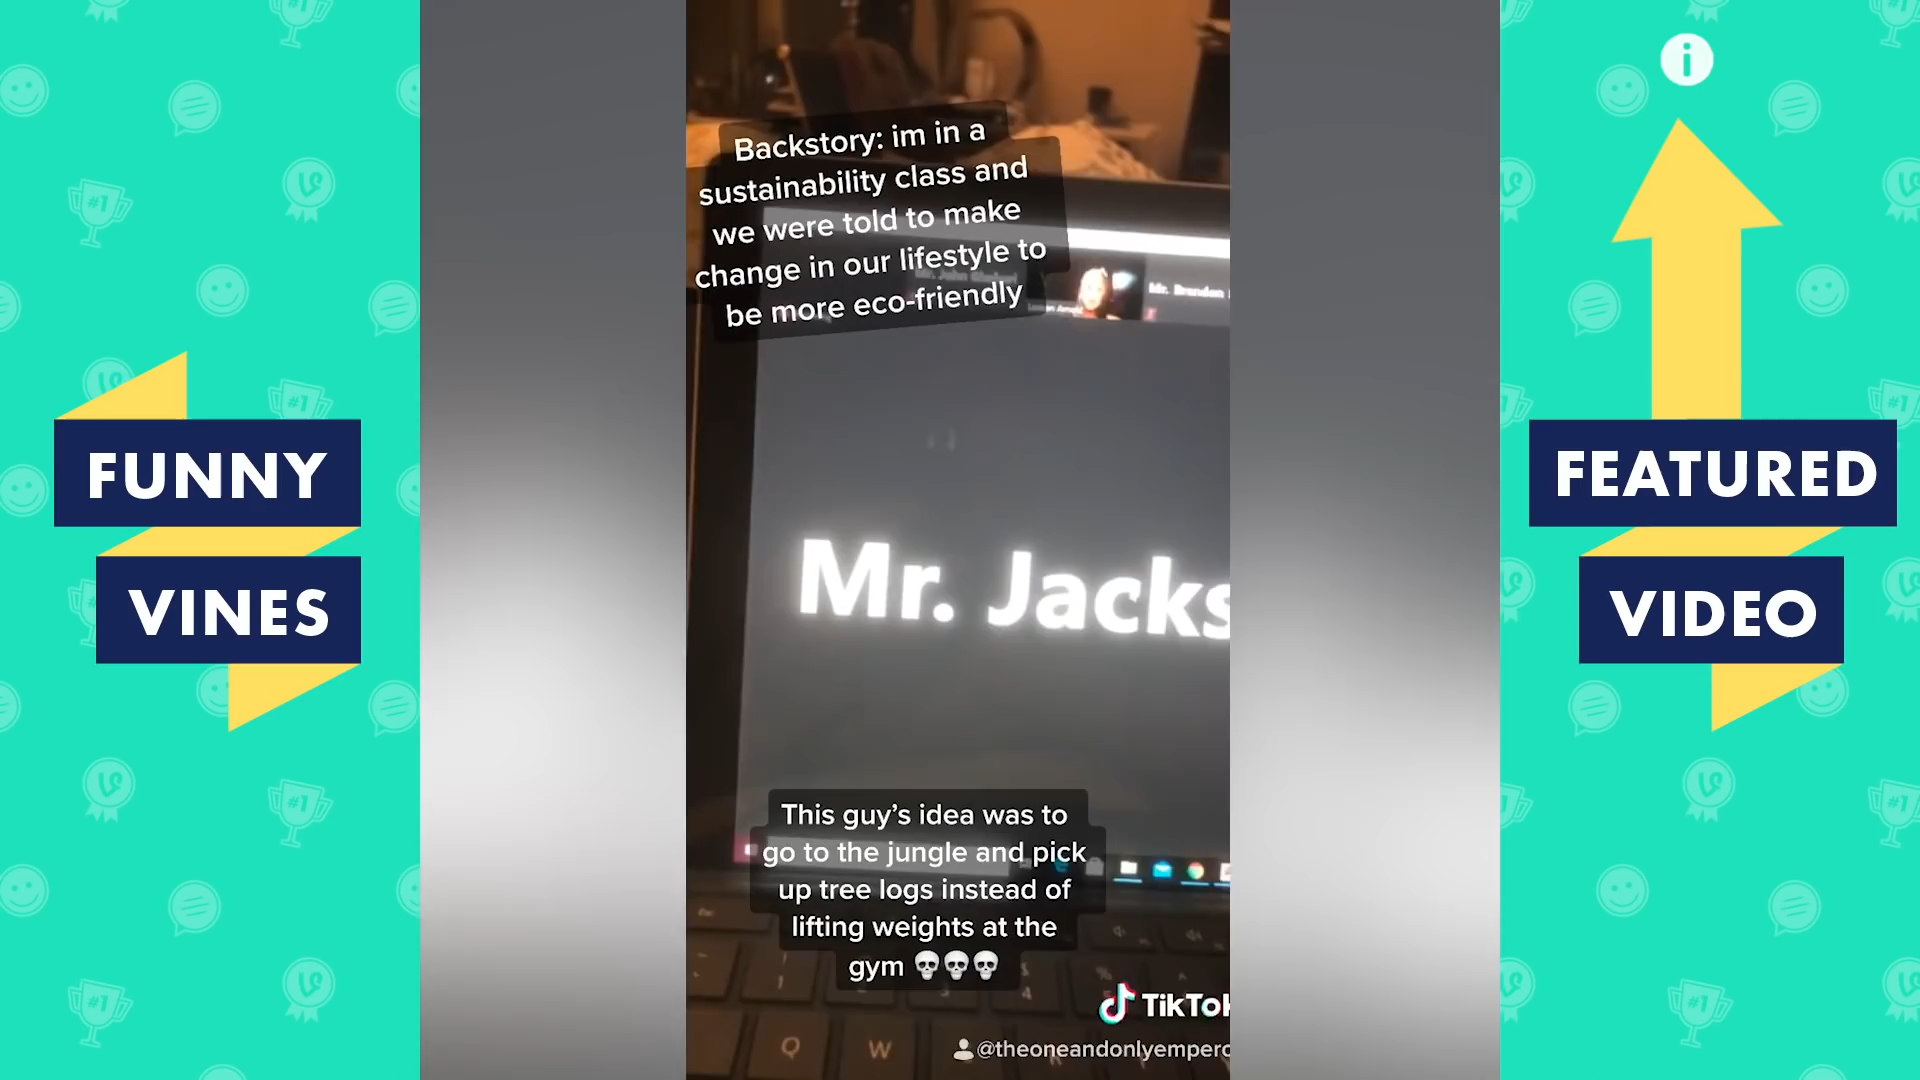 Backstory: im in a
sustainability class and
we were told to make
change in our lifestyle to
be more eco-friendly
Mr. Brandon
Mr. Jacks
FUNNY
VINES
FEATURED
VIDEO
This guy's idea was to
go to the jungle and pick
up tree logs instead of
lifting weights at the
gym 💀💀💀
TikTok
@theoneandonlyempero
Q
W